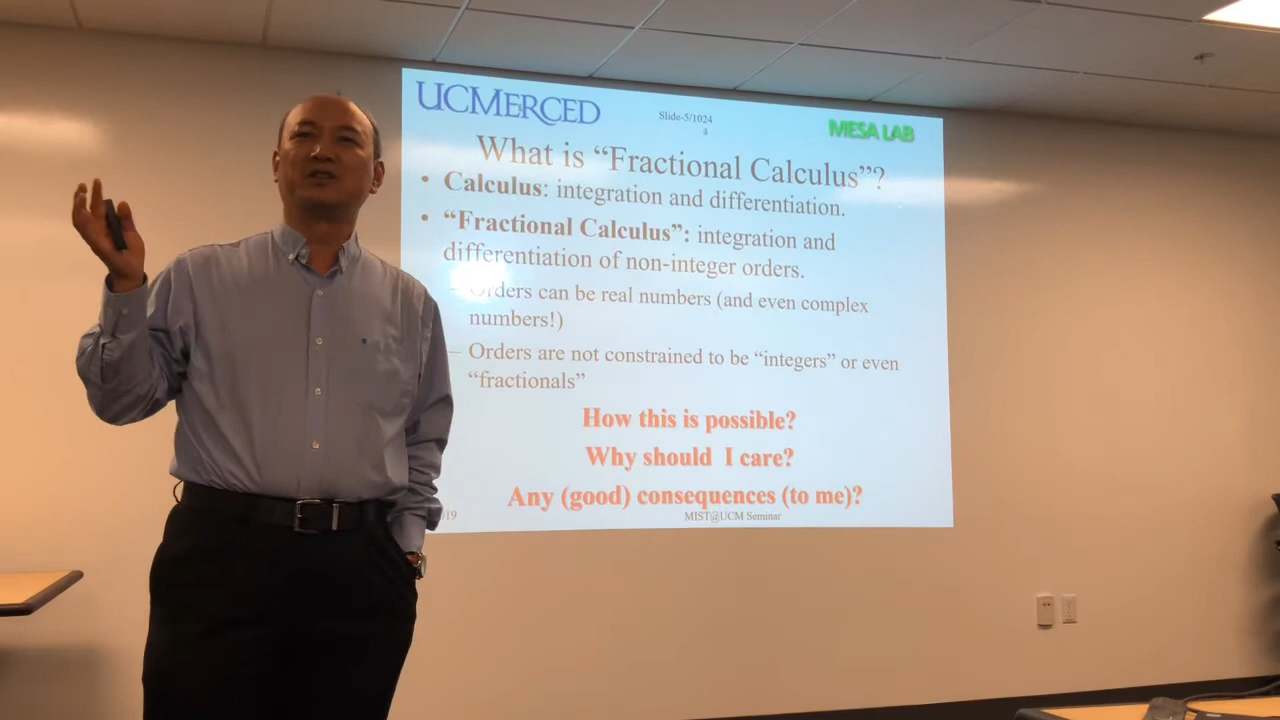 UCMERCED
Slide-5/1024
MESA LAB
What is “Fractional Calculus”?
• Calculus: integration and differentiation.
• “Fractional Calculus”: integration and
differentiation of non-integer orders.
– Orders can be real numbers (and even complex
numbers!)
– Orders are not constrained to be “integers” or even
“fractionals”
How this is possible?
Why should I care?
Any (good) consequences (to me)?
MIST@UCM Seminar